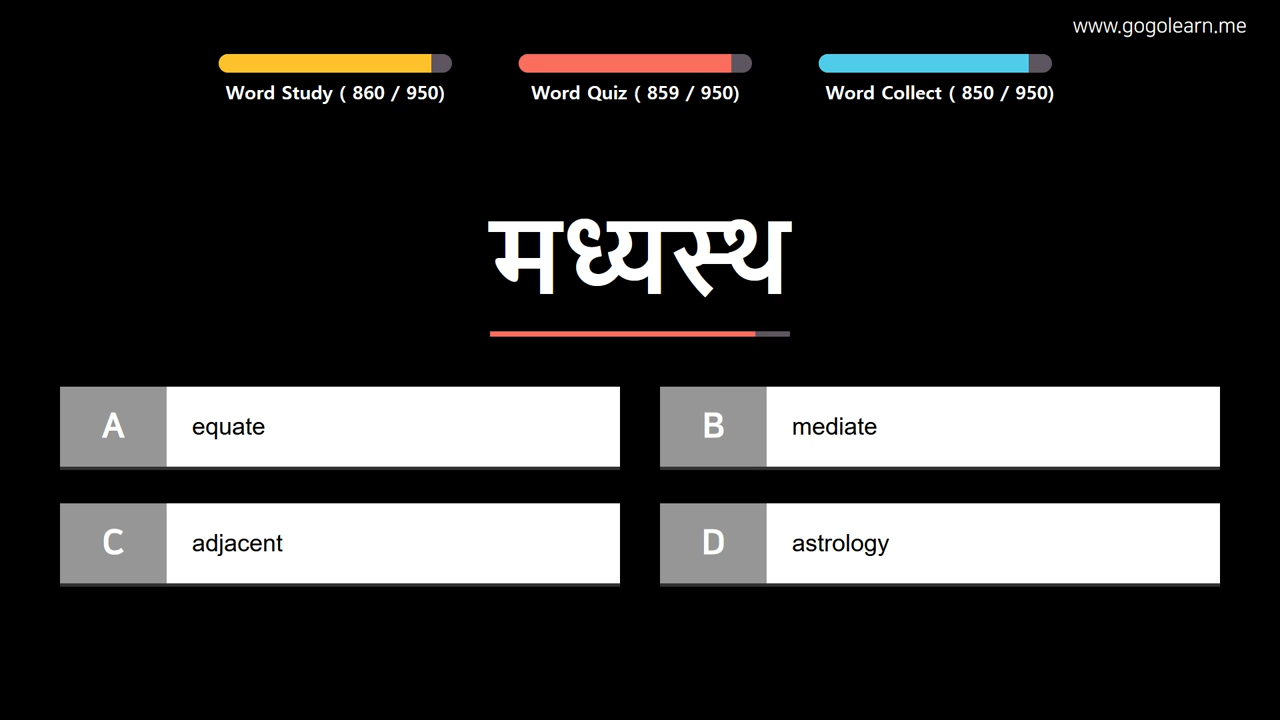 www.gogolearn.me
Word Study ( 860 / 950)
Word Quiz ( 859 / 950)
Word Collect ( 850 / 950)
मध्यस्थ
A equate
B mediate
C adjacent
D astrology